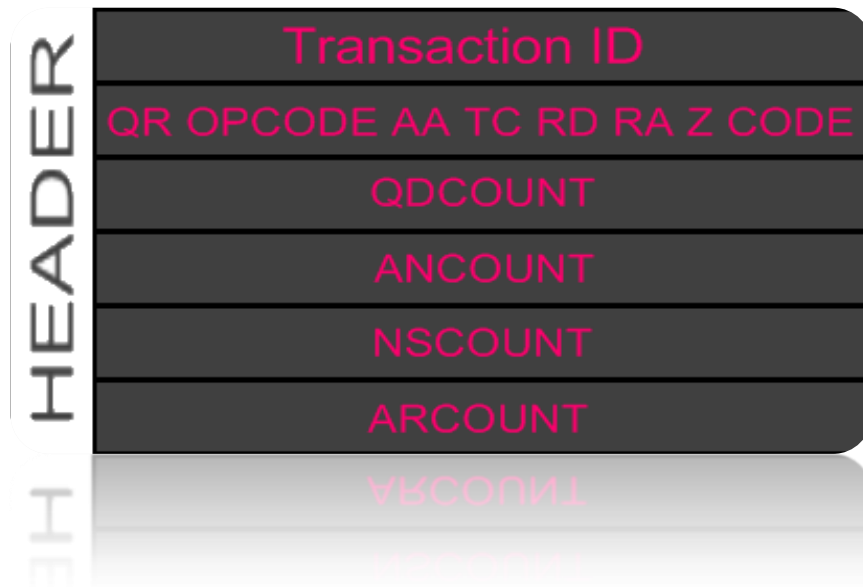 HEADER
Transaction ID
QR OPCODE AA TC RD RA Z CODE
QDCOUNT
ANCOUNT
NSCOUNT
ARCOUNT